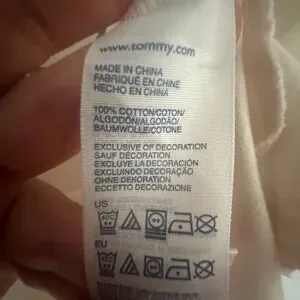 www.tommy.com
MADE IN CHINA
FABRIQUÉ EN CHINE
HECHO EN CHINA
100% COTTON/COTON/
ALGODÓN/ALGODÃO/
BAUMWOLLE/COTONE
EXCLUSIVE OF DECORATION
SAUF DÉCORATION
EXCLUYE LA DECORACIÓN
EXCLUINDO DECORAÇÃO
OHNE DEKORATION
ECCETTO DECORAZIONE
US
EU